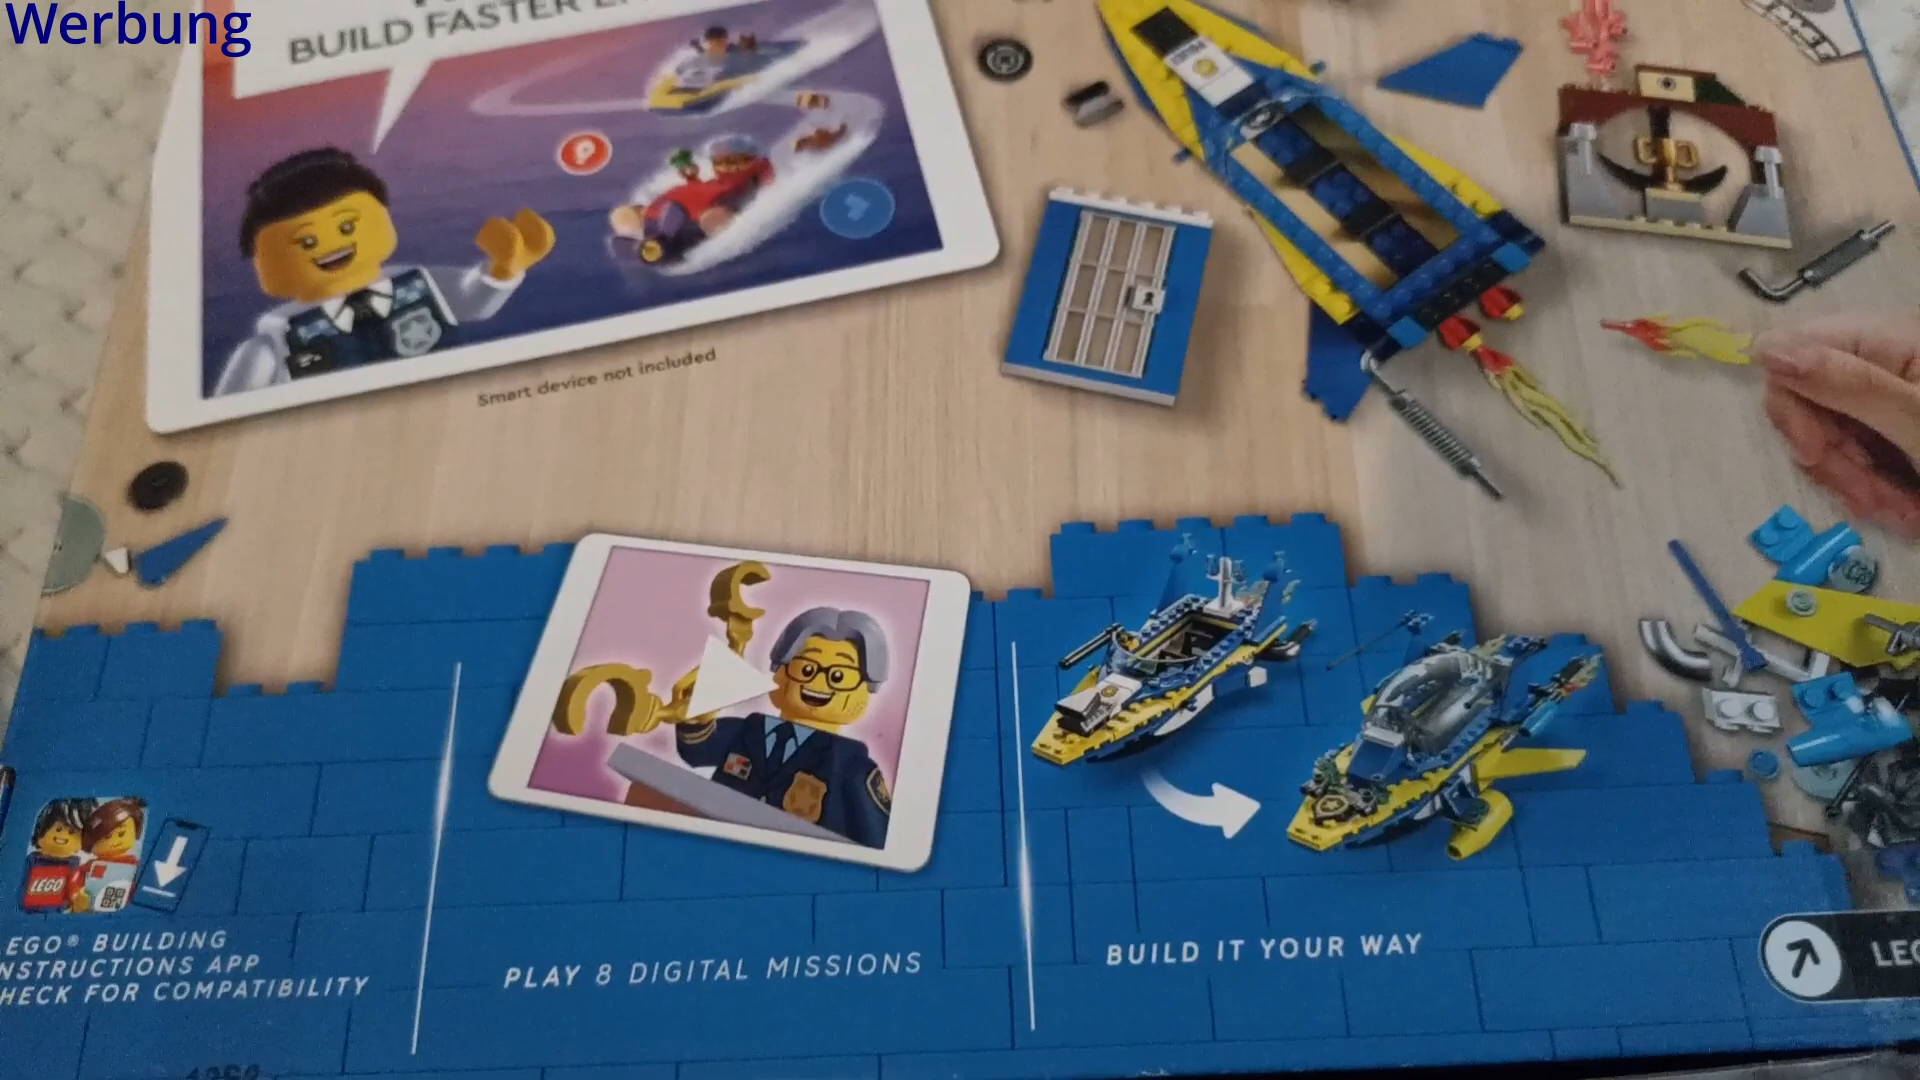 Werbung
BUILD FASTER
Smart device not included
LEGO
EGO® BUILDING
NSTRUCTIONS APP
HECK FOR COMPATIBILITY
PLAY 8 DIGITAL MISSIONS
BUILD IT YOUR WAY